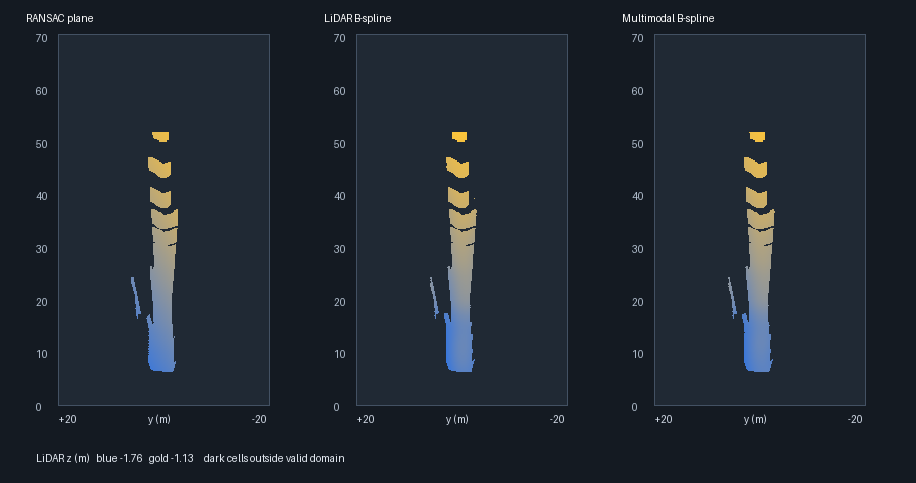 RANSAC plane
LiDAR B-spline
Multimodal B-spline
70 70 70
60 60 60
50 50 50
40 40 40
30 30 30
20 20 20
10 10 10
0 0 0
+20 y (m) -20 +20 y (m) -20 +20 y (m) -20
LiDAR z (m) blue -1.76 gold -1.13 dark cells outside valid domain